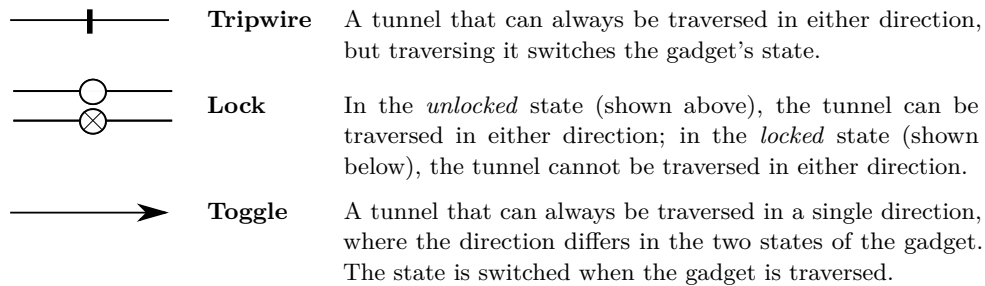 Tripwire A tunnel that can always be traversed in either direction,
but traversing it switches the gadget's state.
Lock In the unlocked state (shown above), the tunnel can be
traversed in either direction; in the locked state (shown
below), the tunnel cannot be traversed in either direction.
Toggle A tunnel that can always be traversed in a single direction,
where the direction differs in the two states of the gadget.
The state is switched when the gadget is traversed.